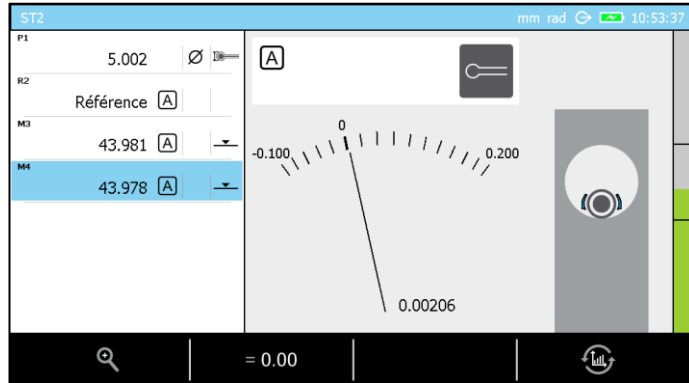 ST2
mm rad 10:53:37
P1
5.002 Ø
R2
Référence A
M3
43.981 A
M4
43.978 A
A
-0.100
0
0.200
0.00206
= 0.00